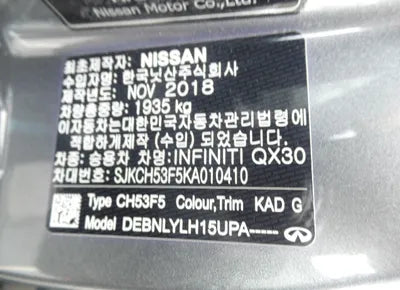 Nissan Motor Co.,Ltd.
최초제작자: NISSAN
수입자명: 한국닛산주식회사
제작년도: NOV 2018
차량총중량: 1935 kg
이자동차는대한민국자동차관리법령에
적합하게제작 (수입) 되었습니다.
차종: 승용차 차명: INFINITI QX30
차대번호: SJKCH53F5KA010410
Type CH53F5 Colour,Trim KAD G
Model DEBNLYLH15UPA-----